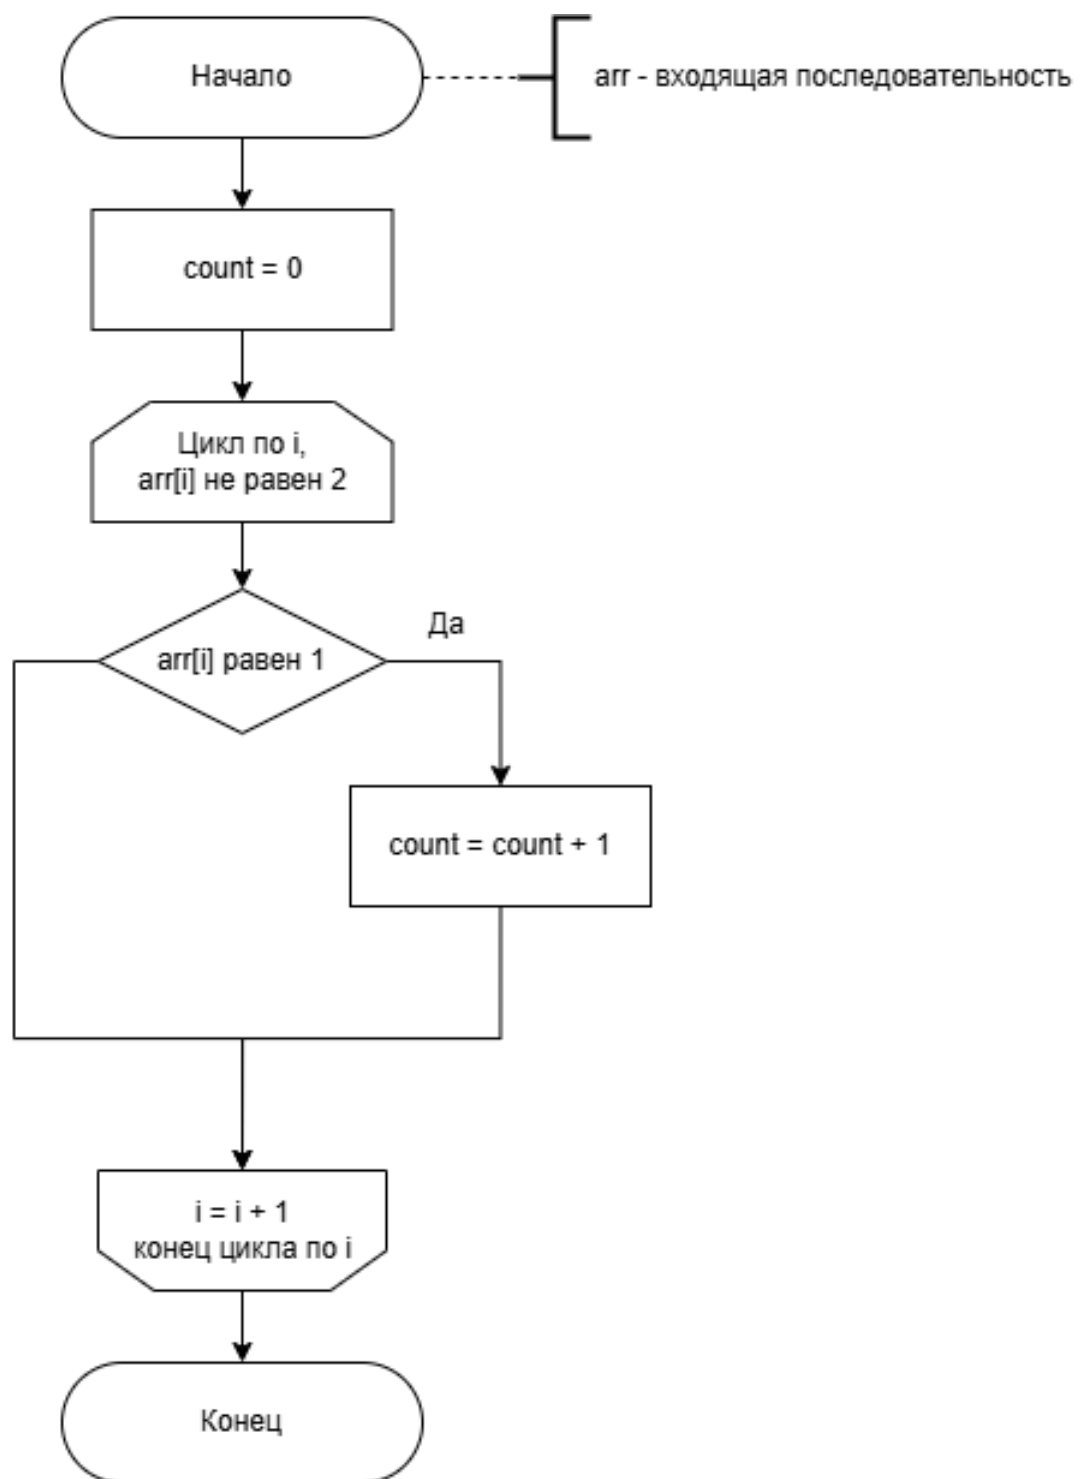 Начало
arr - входящая последовательность
count = 0
Цикл по i,
arr[i] не равен 2
arr[i] равен 1
Да
count = count + 1
i = i + 1
конец цикла по i
Конец